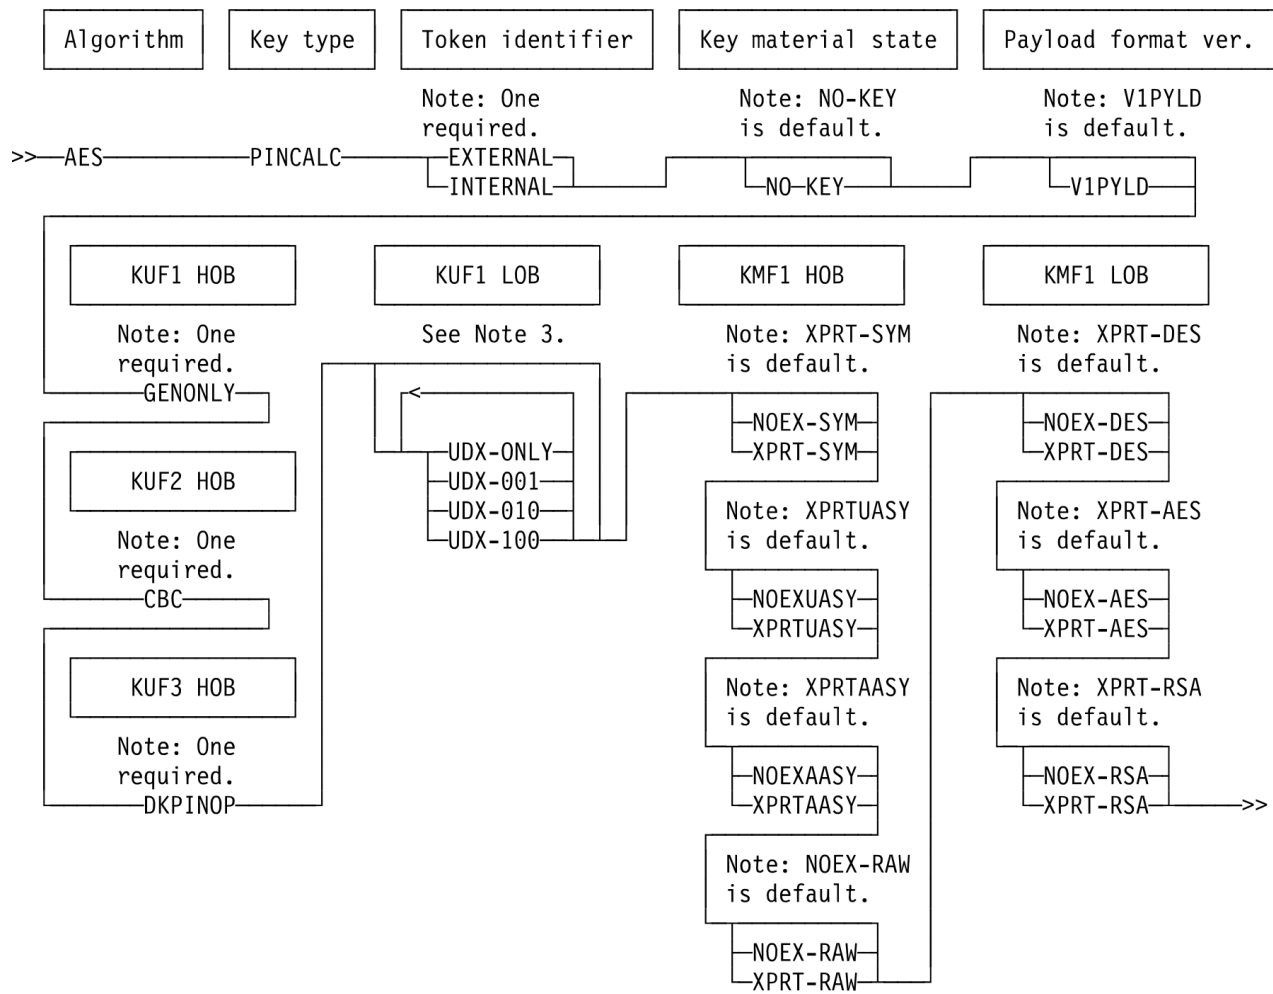 Algorithm Key type Token identifier Key material state Payload format ver.
Note: One Note: NO-KEY Note: V1PYLD
required. is default. is default.
>>—AES—PINCALC—EXTERNAL
INTERNAL NO-KEY V1PYLD
KUF1 HOB KUF1 LOB KMF1 HOB KMF1 LOB
Note: One See Note 3. Note: XPRT-SYM Note: XPRT-DES
required. is default. is default.
GENONLY <
NOEX-SYM NOEX-DES
UDX-ONLY XPRT-SYM XPRT-DES
KUF2 HOB UDX-001
UDX-010 Note: XPRTUASY Note: XPRT-AES
Note: One UDX-100 is default. is default.
required.
CBC NOEXUASY NOEX-AES
XPRTUASY XPRT-AES
KUF3 HOB Note: XPRTAASY Note: XPRT-RSA
is default. is default.
Note: One
required. NOEXAASY NOEX-RSA
DKPINOP XPRTAASY XPRT-RSA >>
Note: NOEX-RAW
is default.
NOEX-RAW
XPRT-RAW